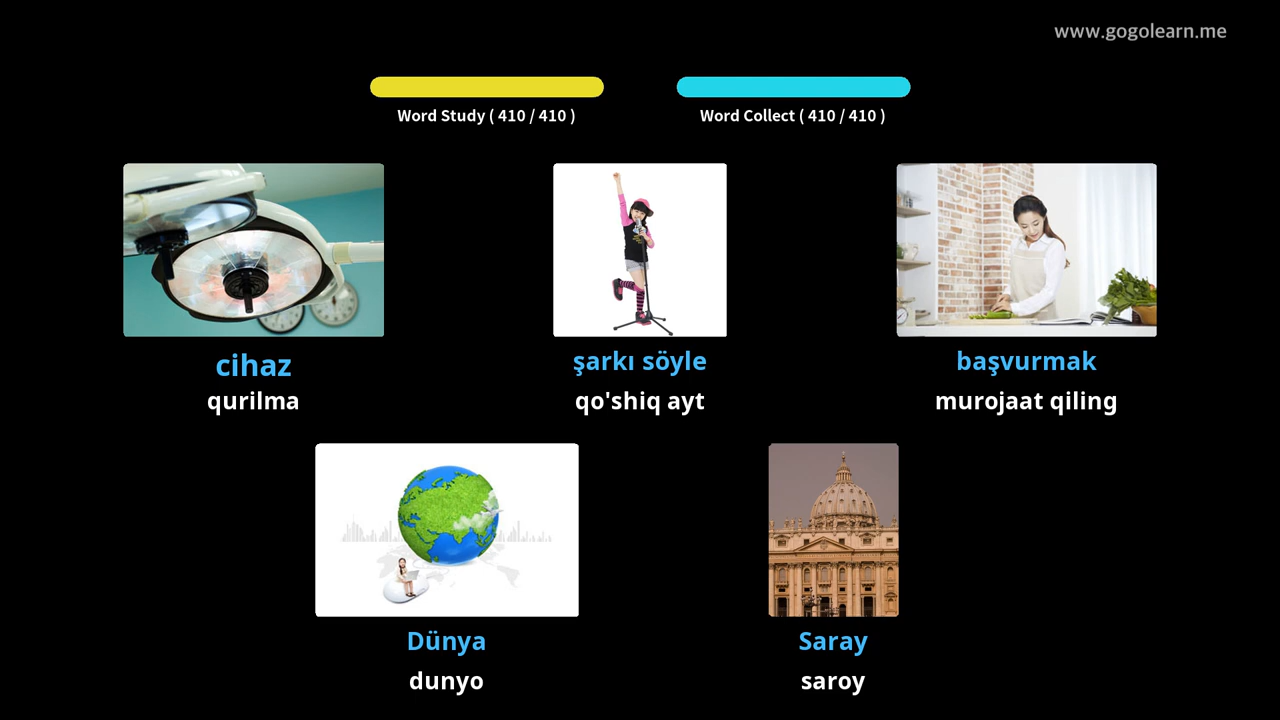 www.gogolearn.me
Word Study ( 410 / 410 )
Word Collect ( 410 / 410 )
cihaz
qurilma
şarkı söyle
qo'shiq ayt
başvurmak
murojaat qiling
Dünya
dunyo
Saray
saroy